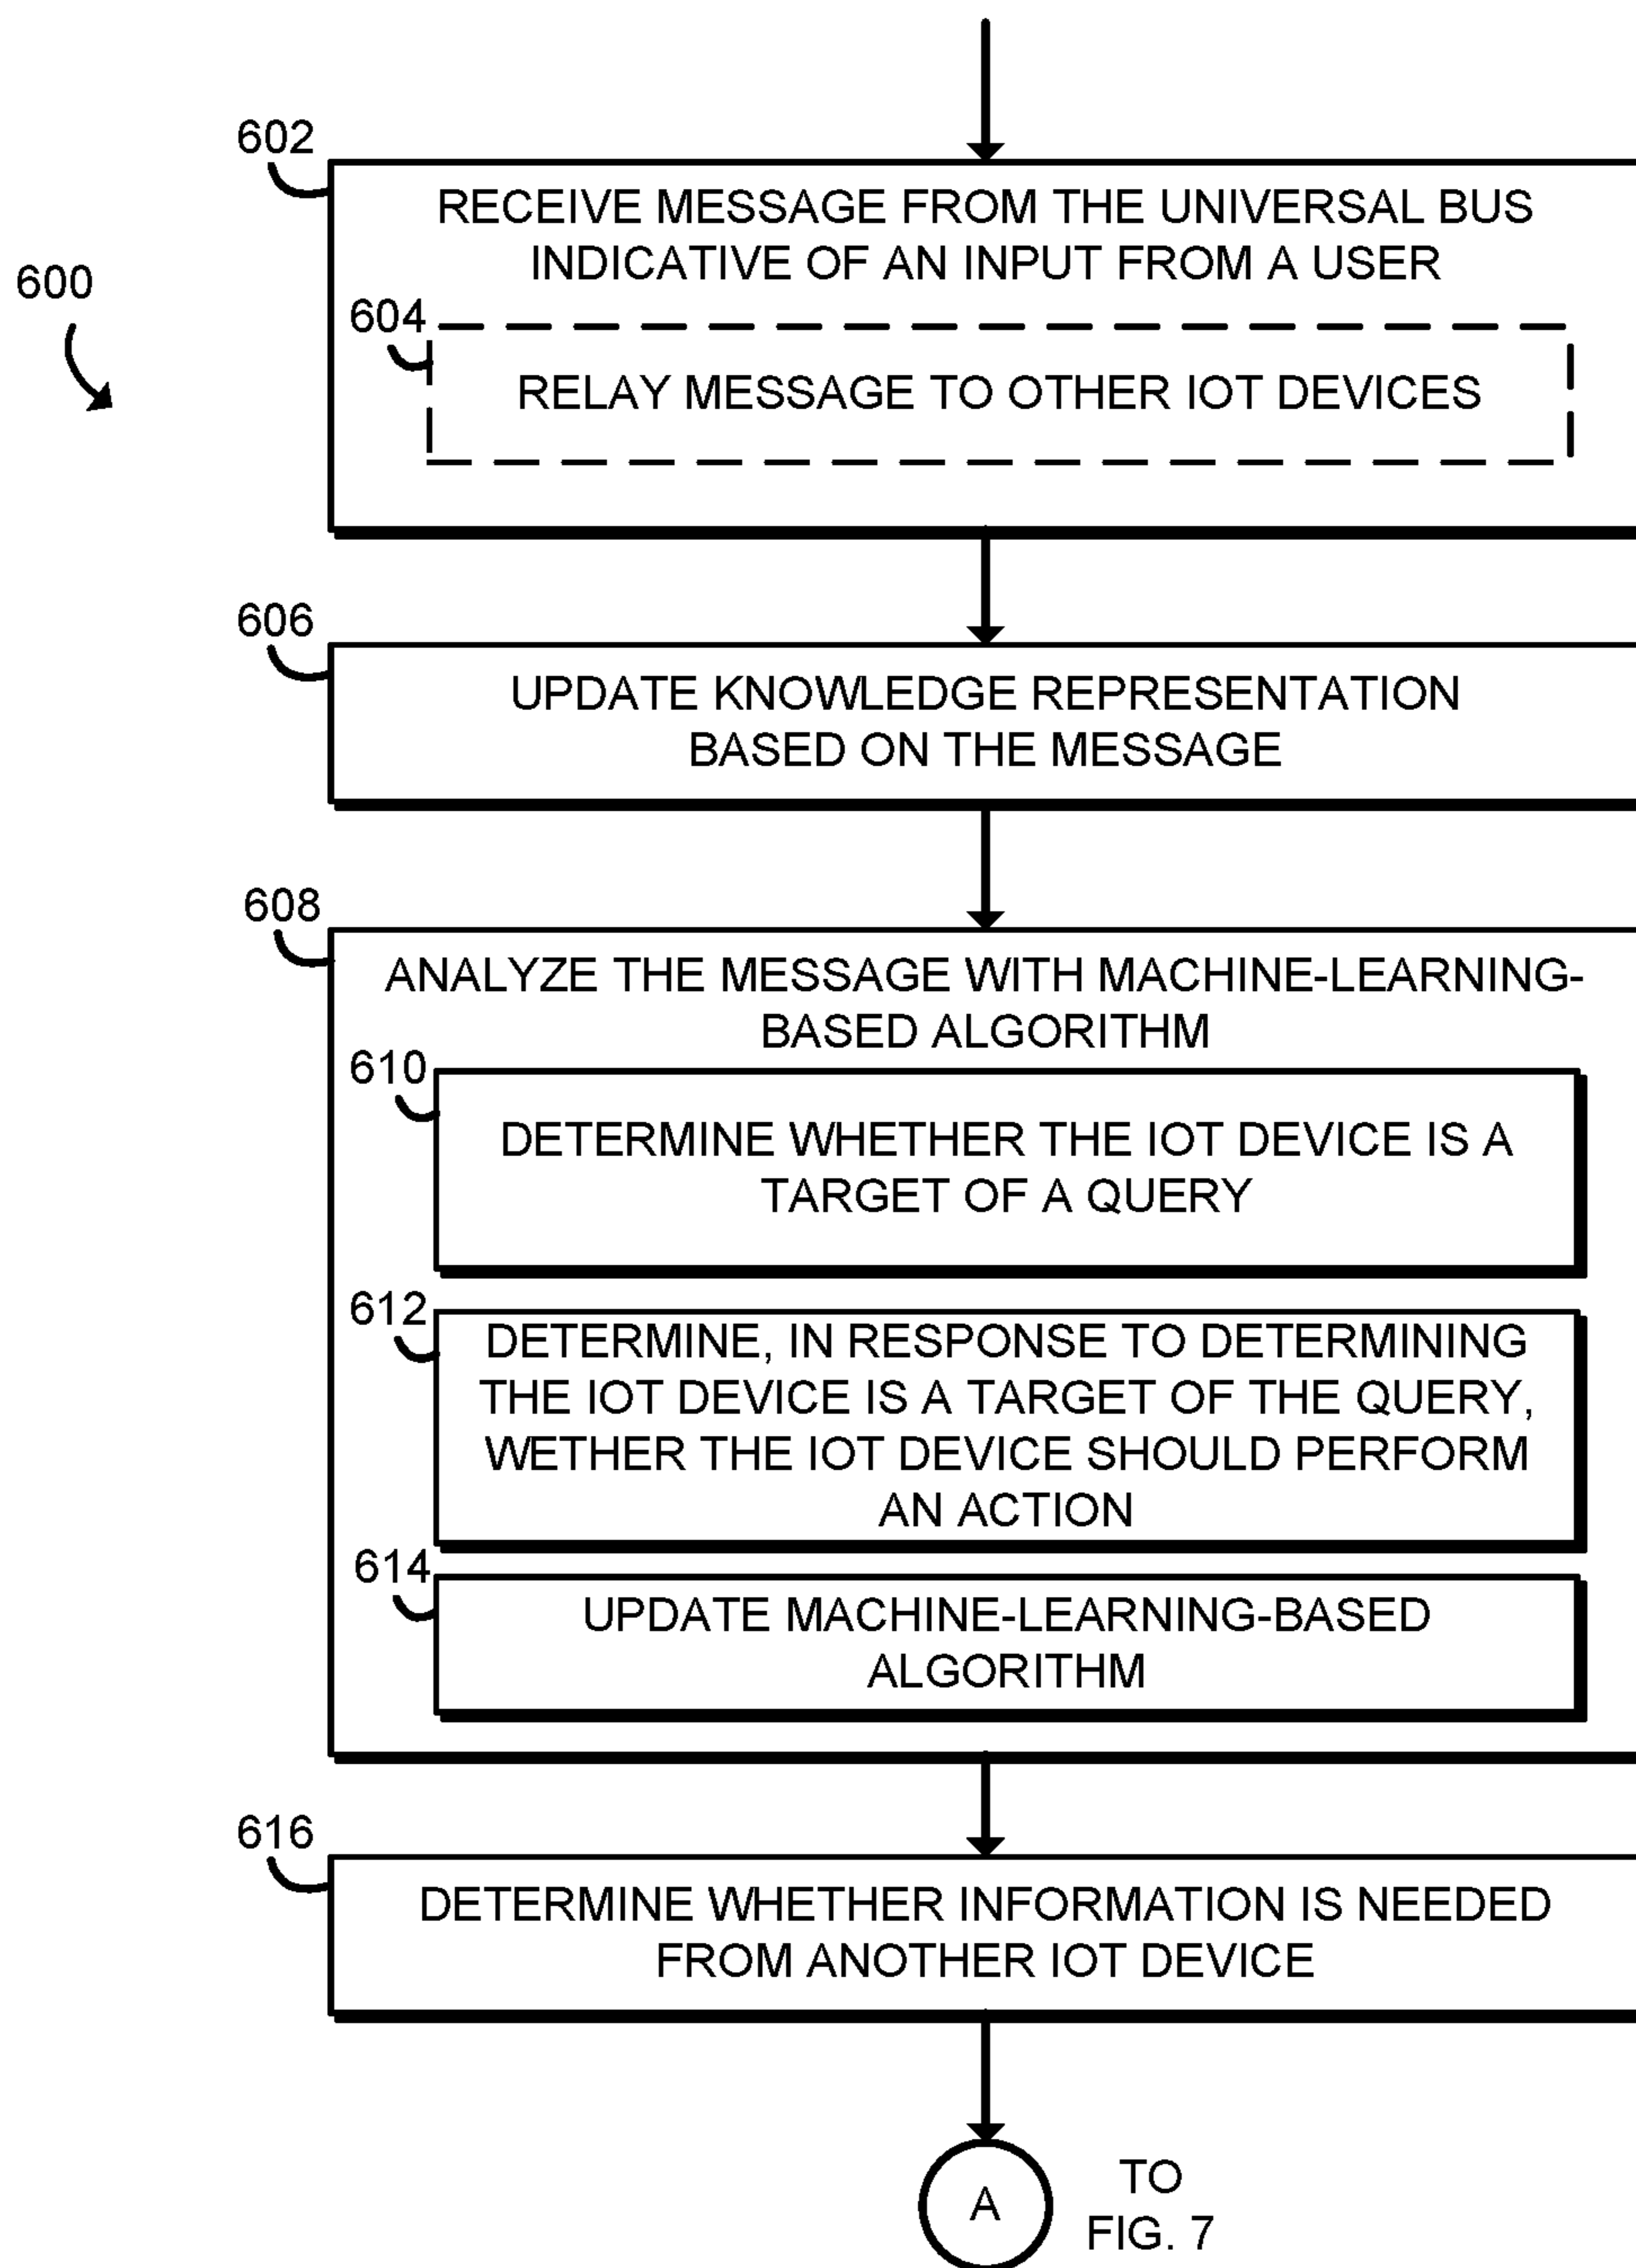 602
RECEIVE MESSAGE FROM THE UNIVERSAL BUS
INDICATIVE OF AN INPUT FROM A USER
600
604
RELAY MESSAGE TO OTHER IOT DEVICES
606
UPDATE KNOWLEDGE REPRESENTATION
BASED ON THE MESSAGE
608
ANALYZE THE MESSAGE WITH MACHINE-LEARNING-
BASED ALGORITHM
610
DETERMINE WHETHER THE IOT DEVICE IS A
TARGET OF A QUERY
612
DETERMINE, IN RESPONSE TO DETERMINING
THE IOT DEVICE IS A TARGET OF THE QUERY,
WETHER THE IOT DEVICE SHOULD PERFORM
AN ACTION
614
UPDATE MACHINE-LEARNING-BASED
ALGORITHM
616
DETERMINE WHETHER INFORMATION IS NEEDED
FROM ANOTHER IOT DEVICE
A
TO
FIG. 7